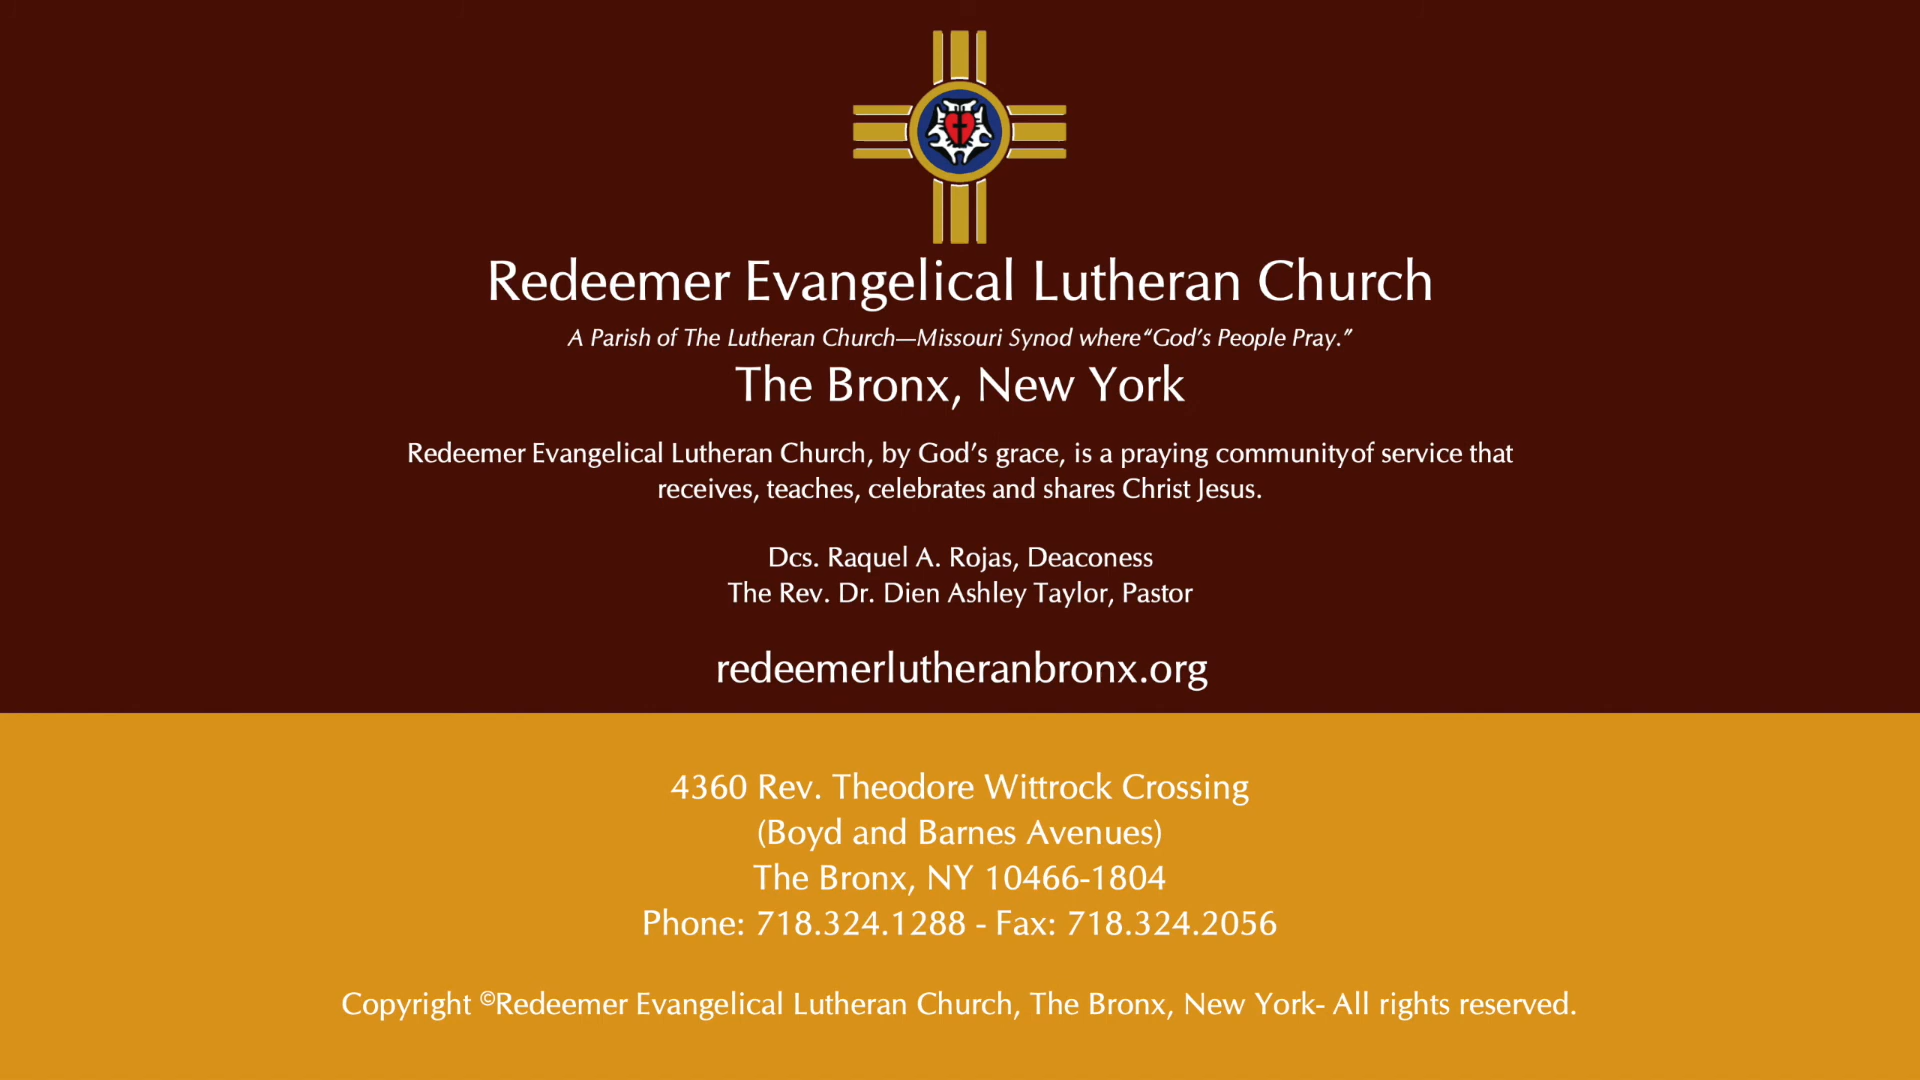 Redeemer Evangelical Lutheran Church
A Parish of The Lutheran Church—Missouri Synod where“God’s People Pray.”
The Bronx, New York
Redeemer Evangelical Lutheran Church, by God’s grace, is a praying community of service that
receives, teaches, celebrates and shares Christ Jesus.
Dcs. Raquel A. Rojas, Deaconess
The Rev. Dr. Dien Ashley Taylor, Pastor
redeemerlutheranbronx.org
4360 Rev. Theodore Wittrock Crossing
(Boyd and Barnes Avenues)
The Bronx, NY 10466-1804
Phone: 718.324.1288 - Fax: 718.324.2056
Copyright ©Redeemer Evangelical Lutheran Church, The Bronx, New York- All rights reserved.